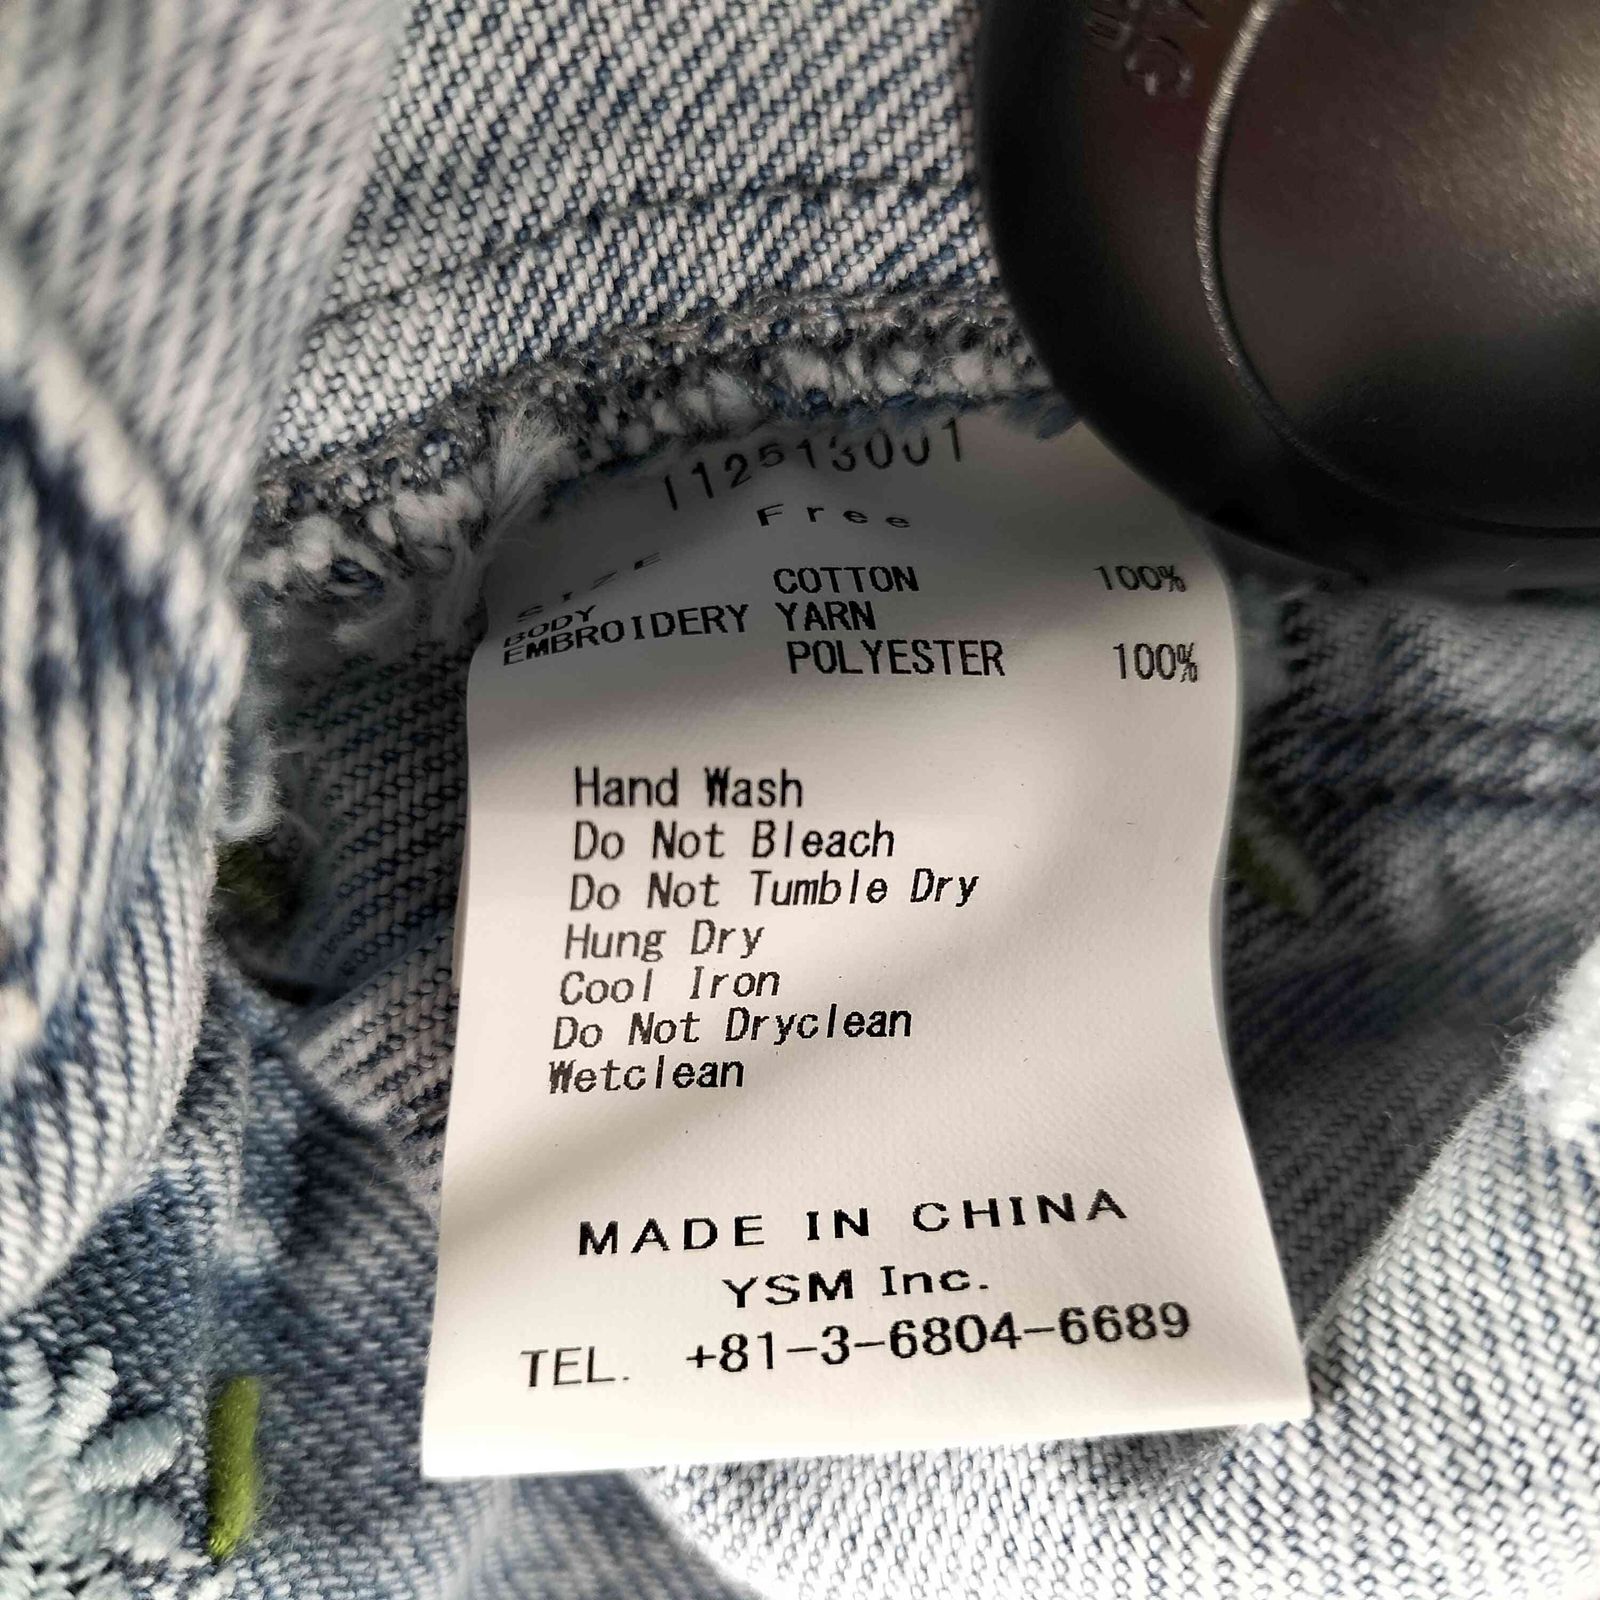 112513001
SIZE Free
BODY COTTON 100%
EMBROIDERY YARN
POLYESTER 100%
Hand Wash
Do Not Bleach
Do Not Tumble Dry
Hung Dry
Cool Iron
Do Not Dryclean
Wetclean
MADE IN CHINA
YSM Inc.
TEL. +81-3-6804-6689